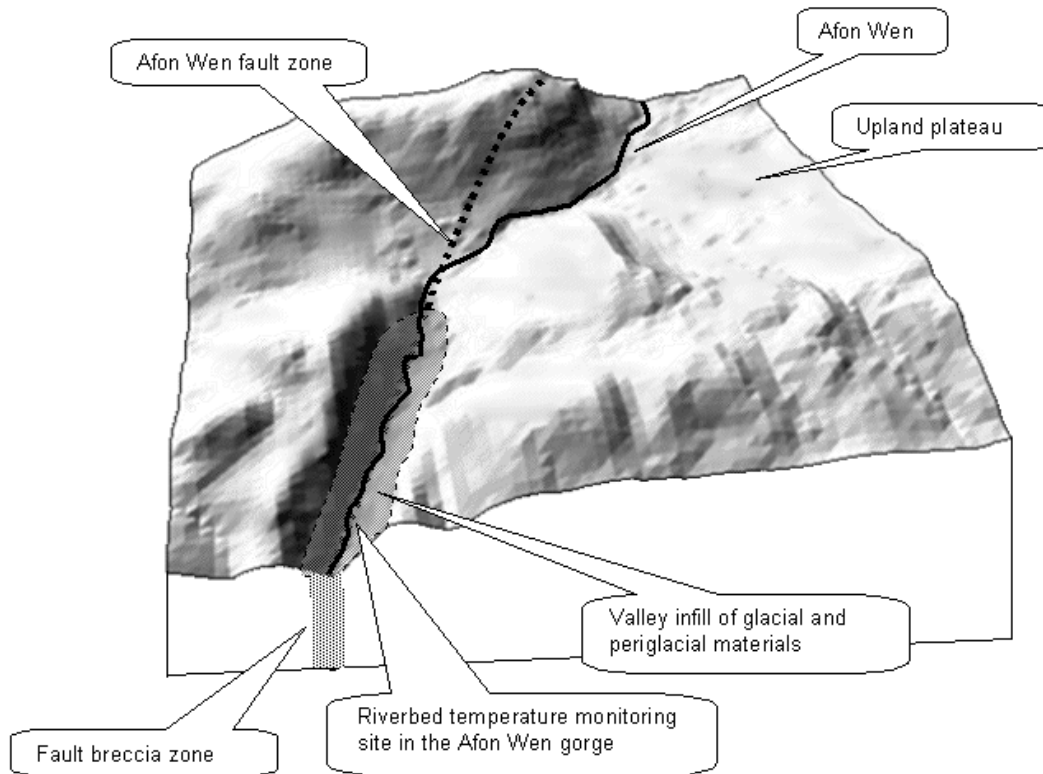 Afon Wen
Afon Wen fault zone
Upland plateau
Valley infill of glacial and
periglacial materials
Riverbed temperature monitoring
site in the Afon Wen gorge
Fault breccia zone